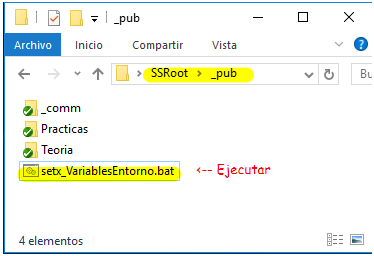 _pub
Archivo Inicio Compartir Vista
SSRoot _pub
_comm
Practicas
Teoria
setx_VariablesEntorno.bat <-- Ejecutar
4 elementos